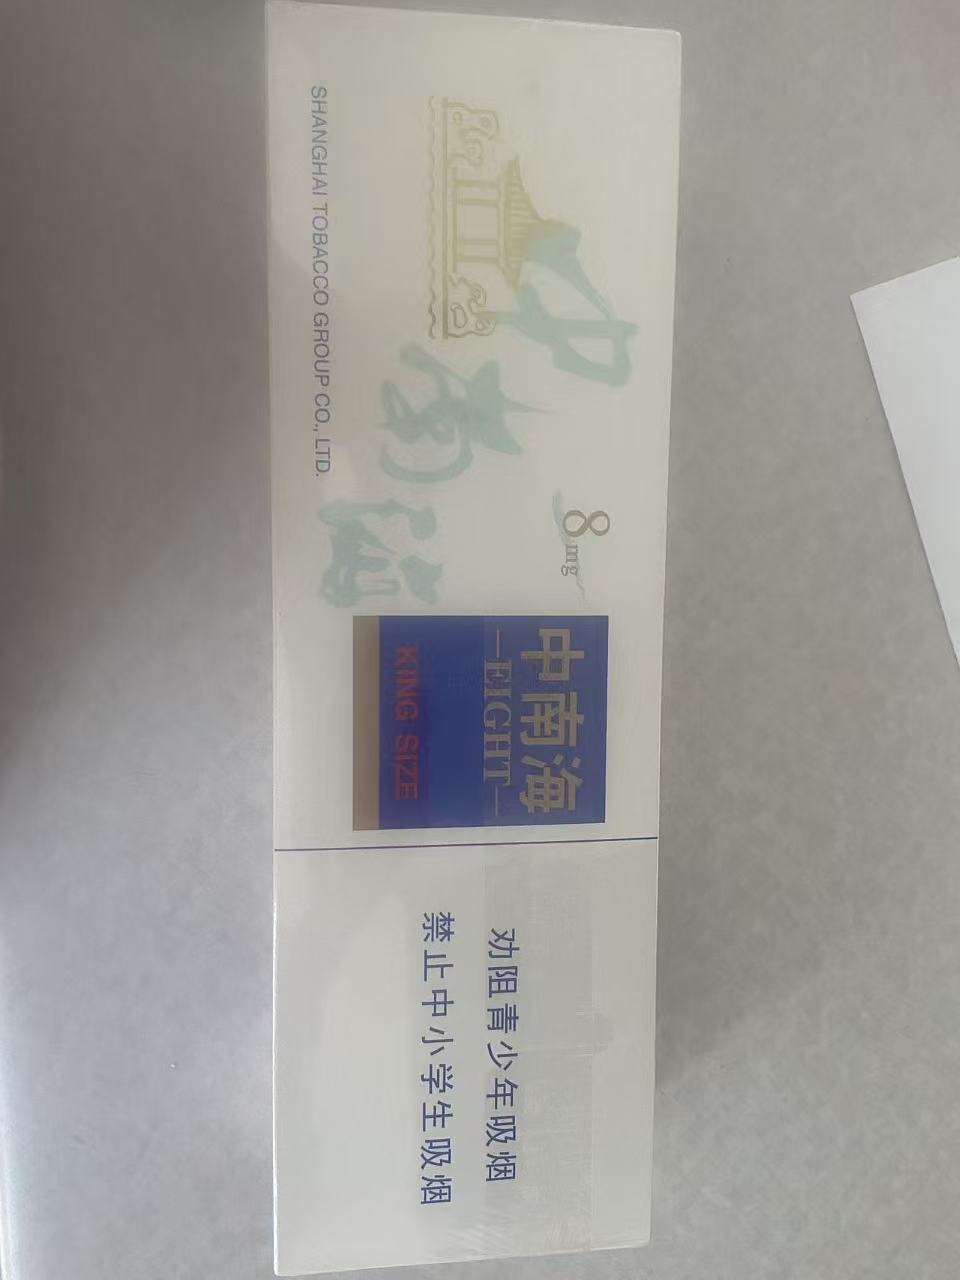 中南海
8mg
中南海
EIGHT
KING SIZE
SHANGHAI TOBACCO GROUP CO., LTD.
劝阻青少年吸烟
禁止中小学生吸烟